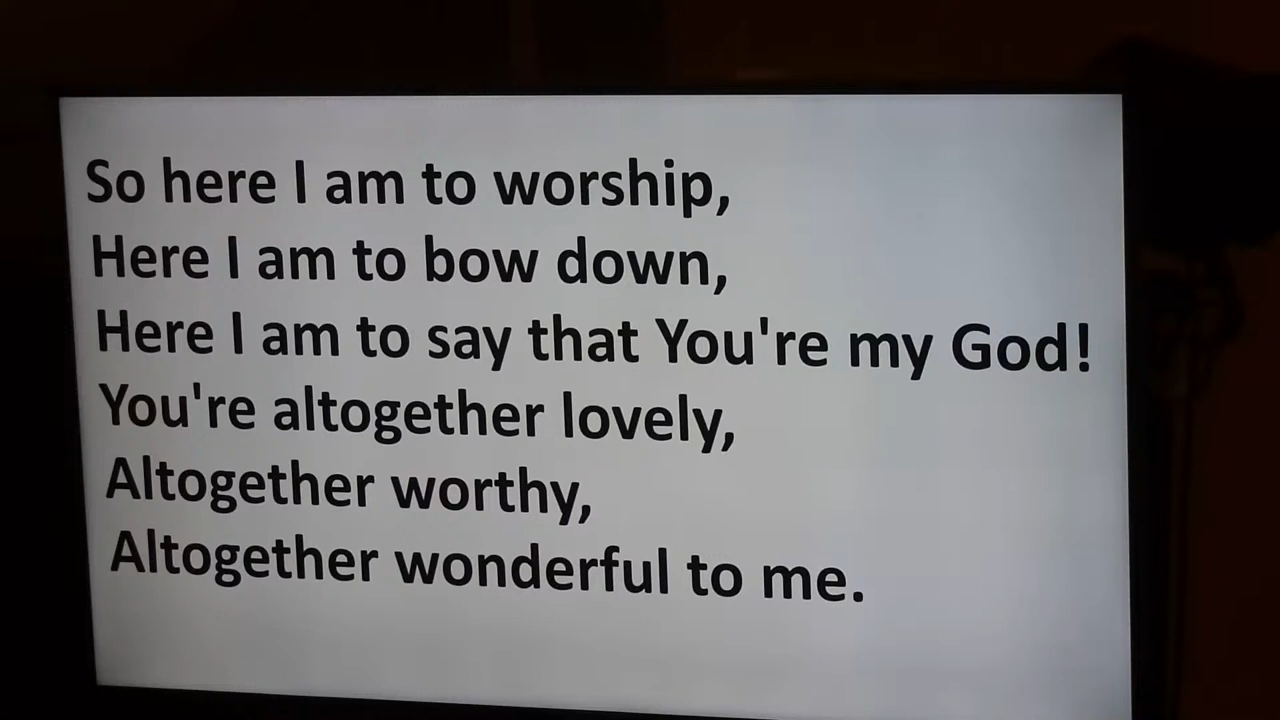 So here I am to worship,
Here I am to bow down,
Here I am to say that You're my God!
You're altogether lovely,
Altogether worthy,
Altogether wonderful to me.